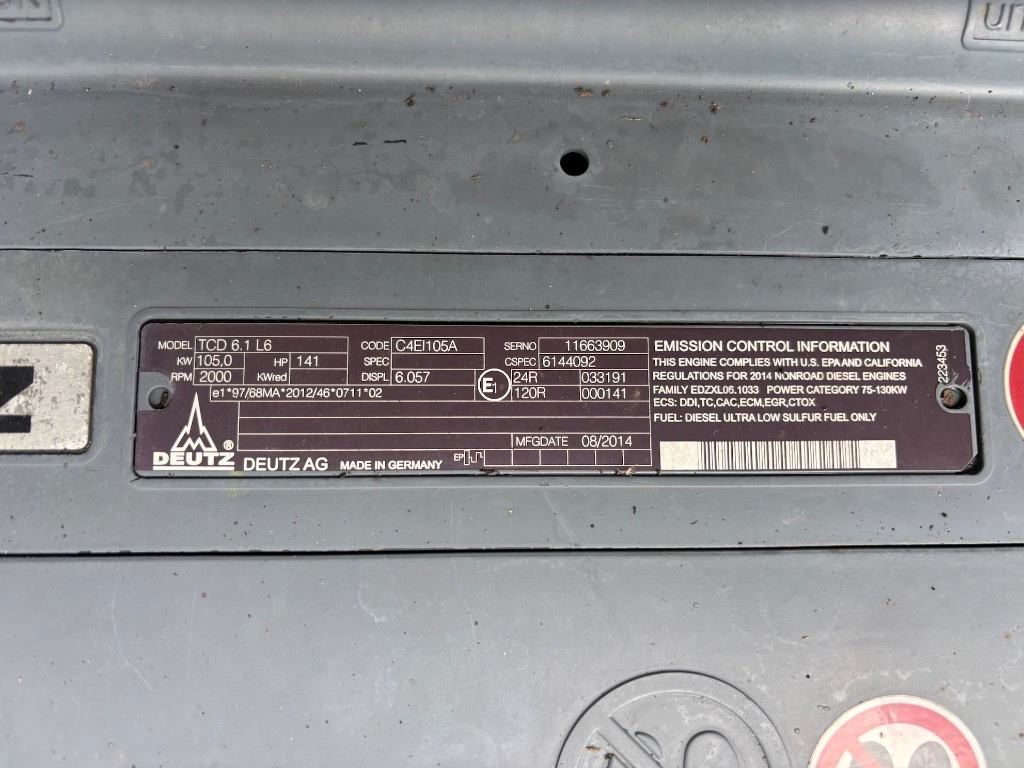 MODEL TCD 6.1 L6 CODE C4EI105A SERNO 11663909
KW 105,0 HP 141 SPEC CSPEC 6144092
RPM 2000 KWred DISPL 6.057 E1 24R 033191
e1*97/68MA*2012/46*0711*02 120R 000141
MFGDATE 08/2014
DEUTZ ® DEUTZ AG MADE IN GERMANY EP
EMISSION CONTROL INFORMATION
THIS ENGINE COMPLIES WITH U.S. EPA AND CALIFORNIA
REGULATIONS FOR 2014 NONROAD DIESEL ENGINES
FAMILY EDZXL06.1033 POWER CATEGORY 75-130KW
ECS: DDI,TC,CAC,ECM,EGR,CTOX
FUEL: DIESEL ULTRA LOW SULFUR FUEL ONLY
223453
Z